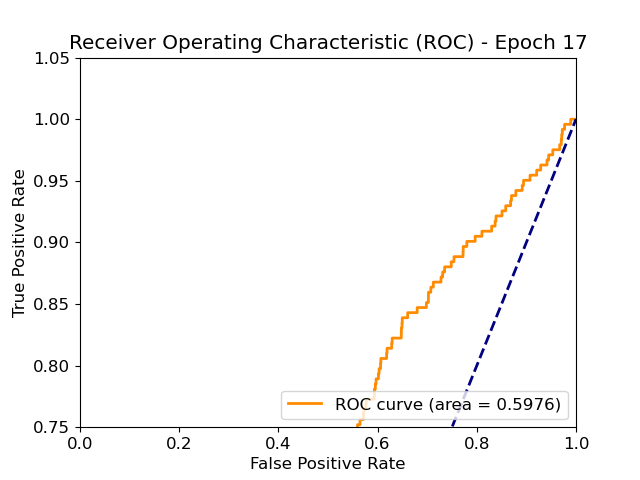 Receiver Operating Characteristic (ROC) - Epoch 17
True Positive Rate
1.05
1.00
0.95
0.90
0.85
0.80
0.75
ROC curve (area = 0.5976)
0.0 0.2 0.4 0.6 0.8 1.0
False Positive Rate